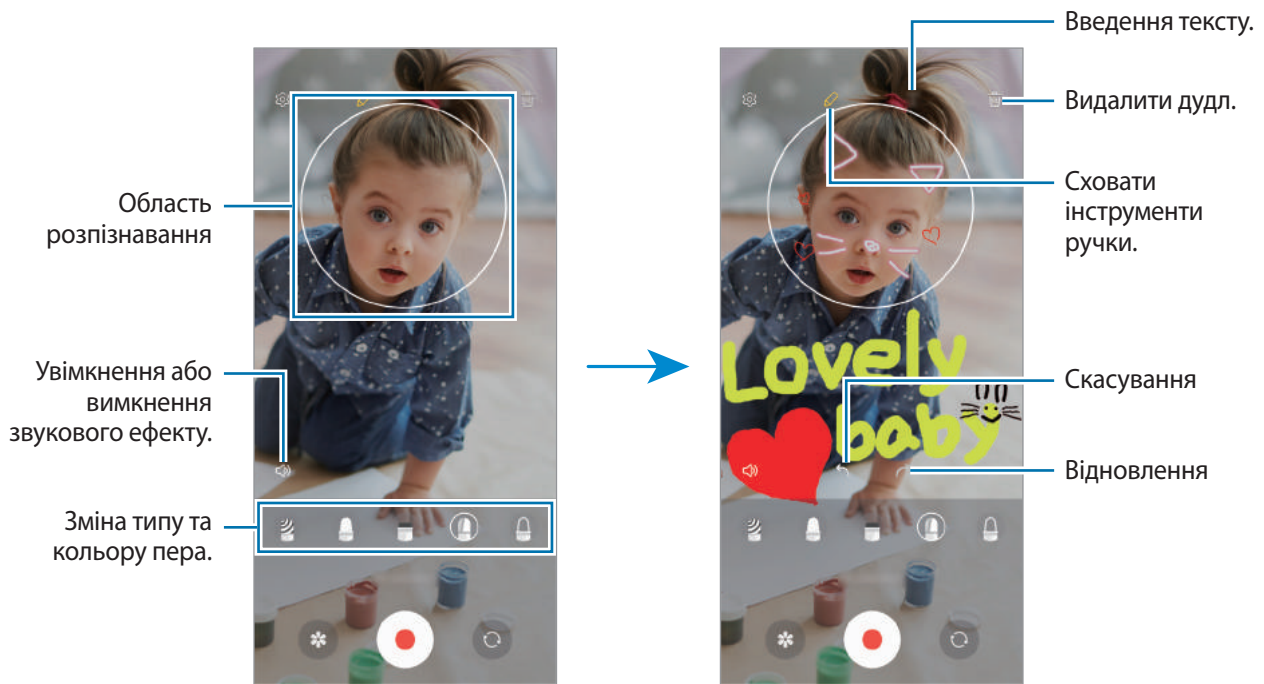 Область
розпізнавання
Увімкнення або
вимкнення
звукового ефекту.
Зміна типу та
кольору пера.
Введення тексту.
Видалити дудл.
Сховати
інструменти
ручки.
Lovely
baby
Скасування
Відновлення